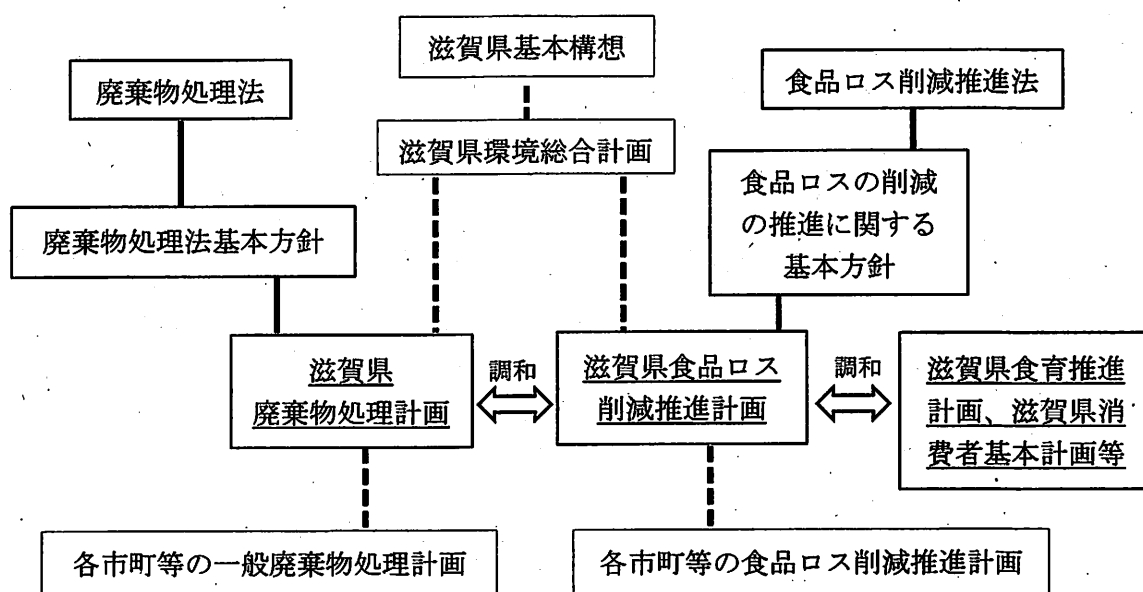 滋賀県基本構想
廃棄物処理法
食品ロス削減推進法
滋賀県環境総合計画
食品ロスの削減
の推進に関する
基本方針
廃棄物処理法基本方針
滋賀県
廃棄物処理計画
調和
滋賀県食品ロス
削減推進計画
調和
滋賀県食育推進
計画、滋賀県消
費者基本計画等
各市町等の一般廃棄物処理計画
各市町等の食品ロス削減推進計画